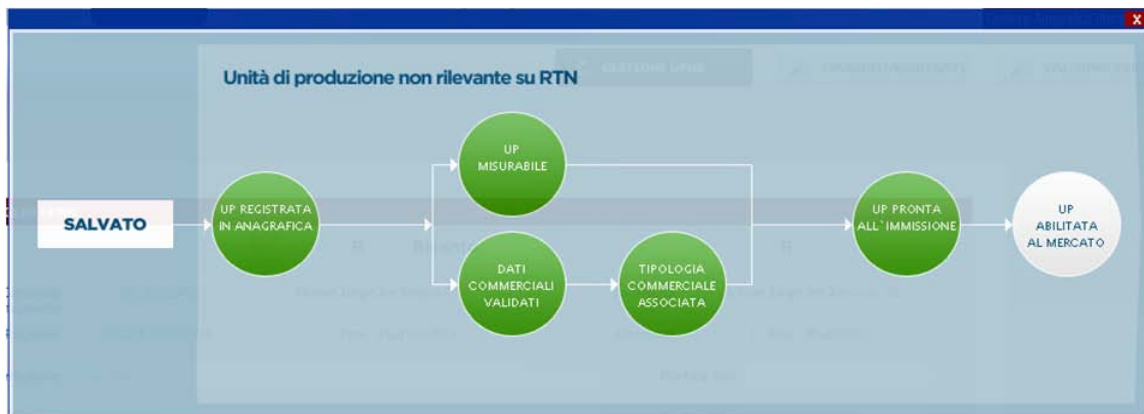 X
Unità di produzione non rilevante su RTN
UP
MISURABILE
SALVATO
UP REGISTRATA
IN ANAGRAFICA
UP PRONTA
ALL`IMMISSIONE
UP
ABILITATA
AL MERCATO
DATI
COMMERCIALI
VALIDATI
TIPOLOGIA
COMMERCIALE
ASSOCIATA